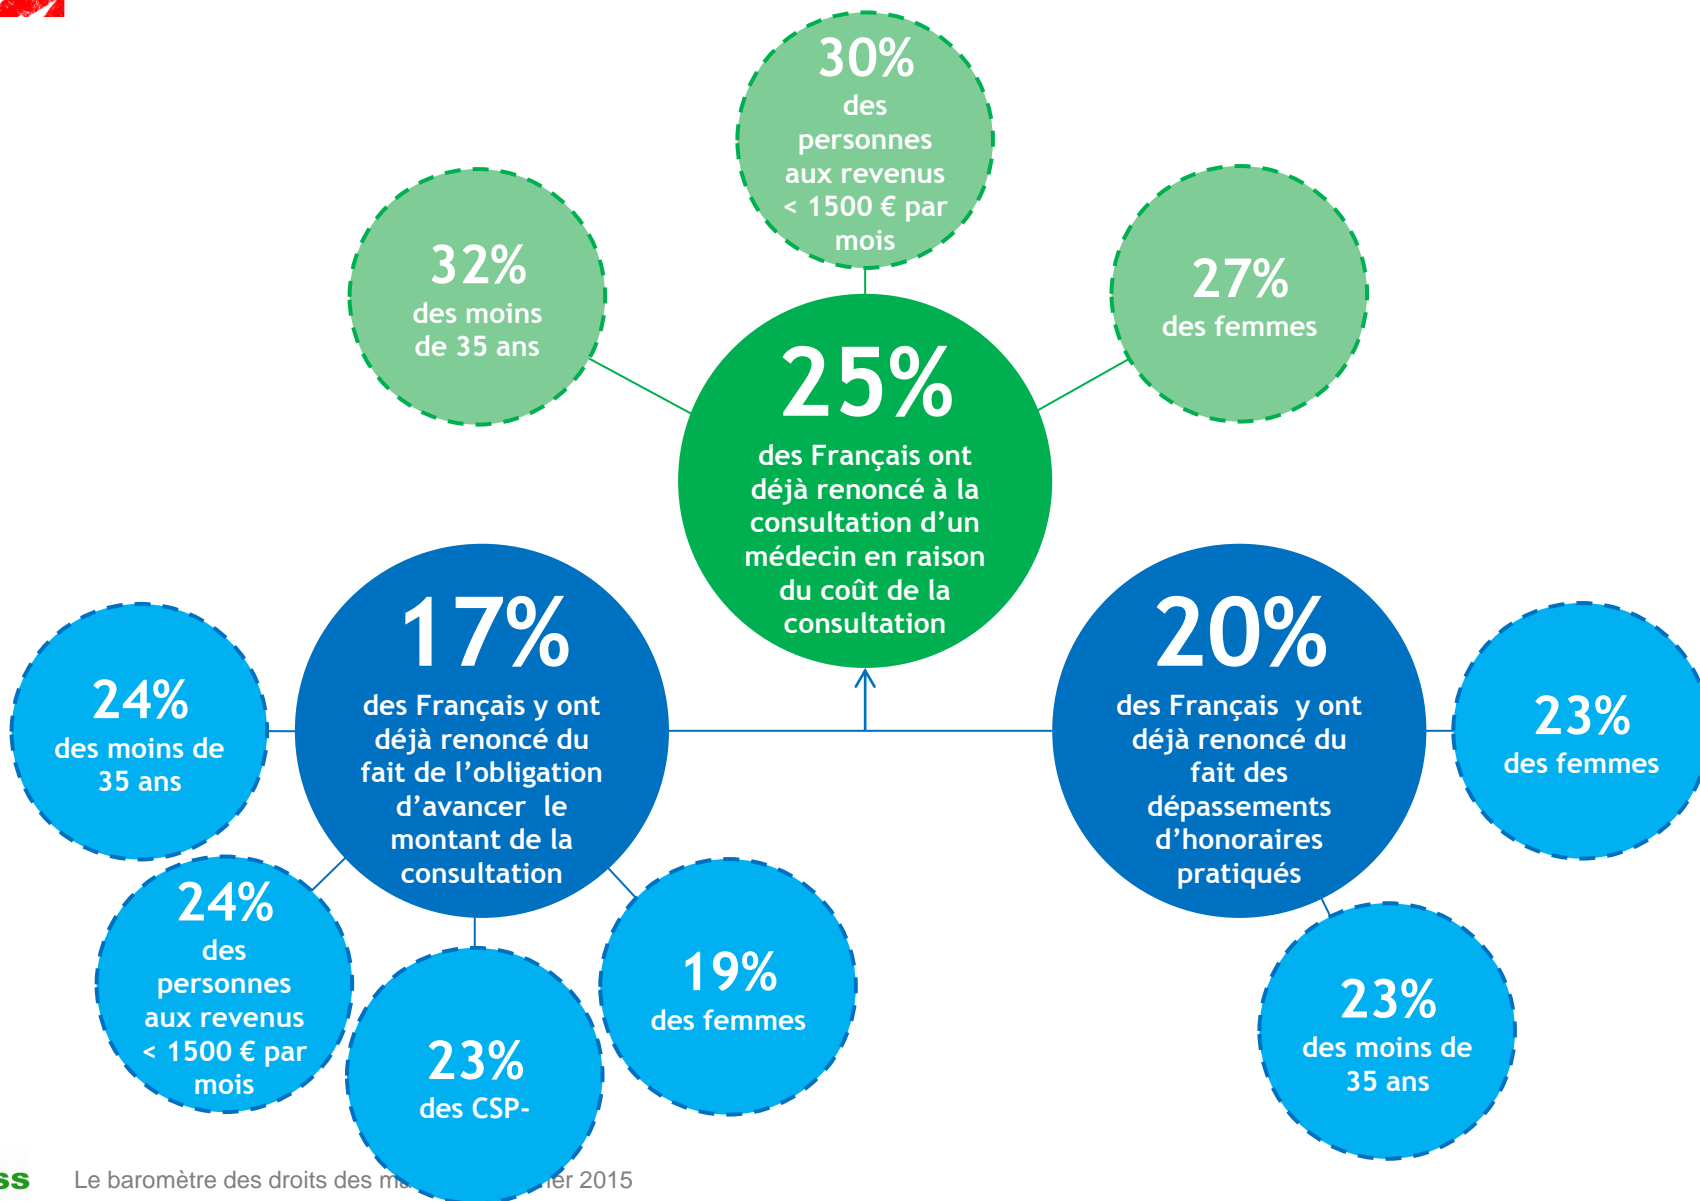 30%
des
personnes
aux revenus
< 1500 € par
mois
32%
des moins
de 35 ans
27%
des femmes
25%
des Français ont
déjà renoncé à la
consultation d’un
médecin en raison
du coût de la
consultation
17%
des Français y ont
déjà renoncé du
fait de l’obligation
d’avancer le
montant de la
consultation
20%
des Français y ont
déjà renoncé du
fait des
dépassements
d’honoraires
pratiqués
24%
des moins de
35 ans
23%
des femmes
24%
des
personnes
aux revenus
< 1500 € par
mois
23%
des CSP-
19%
des femmes
23%
des moins de
35 ans
ss Le baromètre des droits des 2015